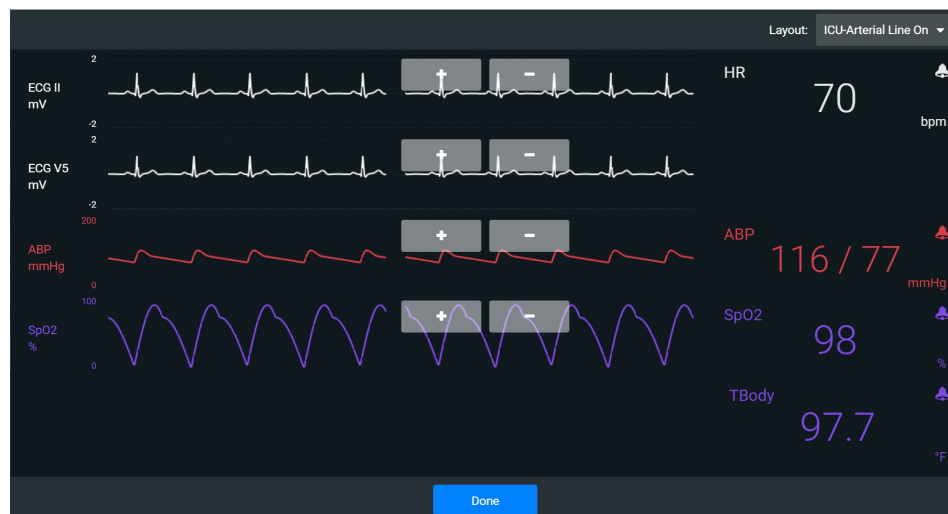 Layout: ICU-Arterial Line On
ECG II
mV
2
-2
+ -
HR
70
bpm
ECG V5
mV
2
-2
+ -
ABP
mmHg
200
0
+ -
ABP
116 / 77
mmHg
SpO2
%
100
0
+ -
SpO2
98
%
TBody
97.7
°F
Done